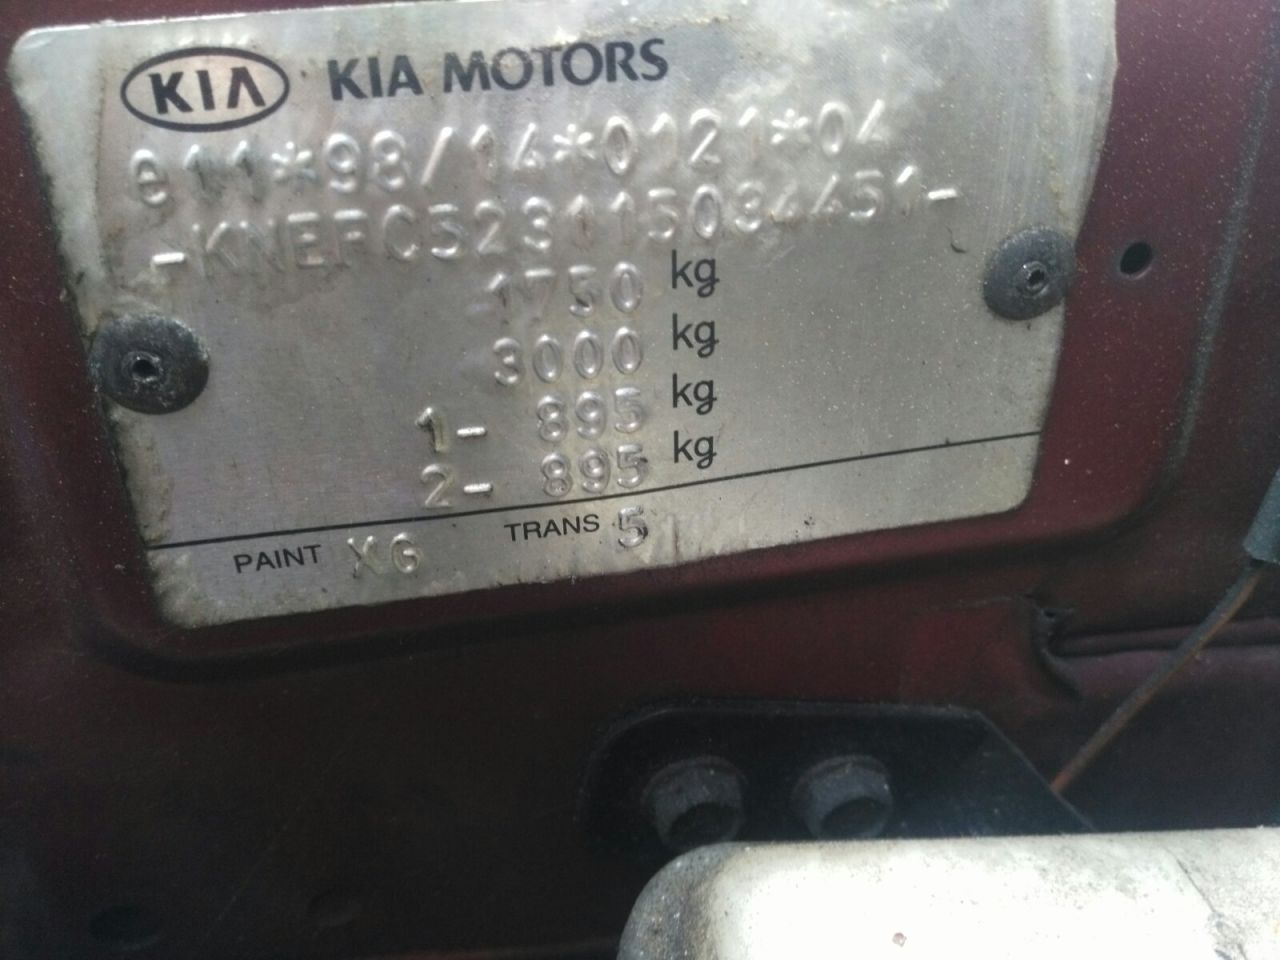 KIA KIA MOTORS
e11*98/14*0121*04
-KNEFC523115034451-
1750 kg
3000 kg
1- 895 kg
2- 895 kg
PAINT XG TRANS 5